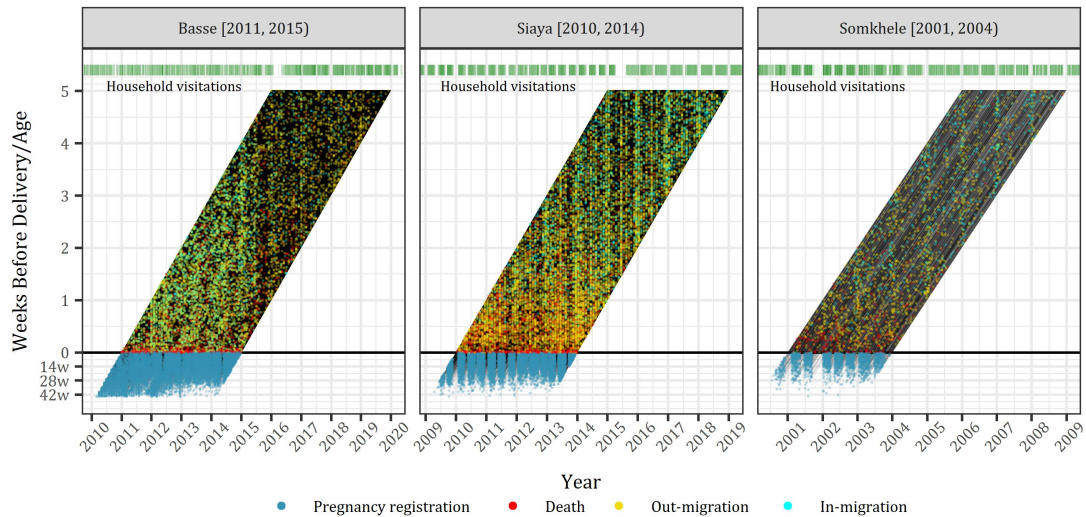 Basse [2011, 2015)
Siaya [2010, 2014)
Somkhele [2001, 2004)
Household visitations
Household visitations
Household visitations
Weeks Before Delivery/Age
5
4
3
2
1
0
14w
28w
42w
2010 2011 2012 2013 2014 2015 2016 2017 2018 2019 2020
2009 2010 2011 2012 2013 2014 2015 2016 2017 2018 2019
2001 2002 2003 2004 2005 2006 2007 2008 2009
Year
Pregnancy registration Death Out-migration In-migration